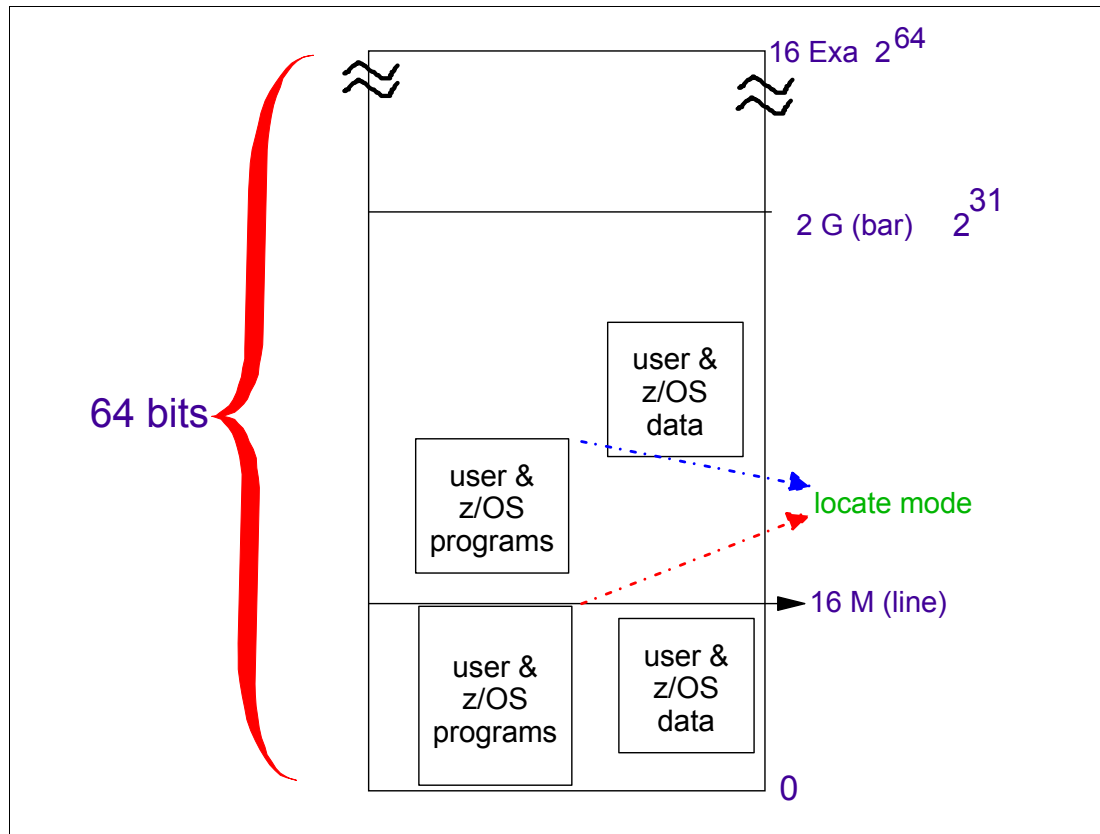 16 Exa 2^64
2 G (bar) 2^31
user &
z/OS
data
64 bits
user &
z/OS
programs
locate mode
16 M (line)
user &
z/OS
programs
user &
z/OS
data
0